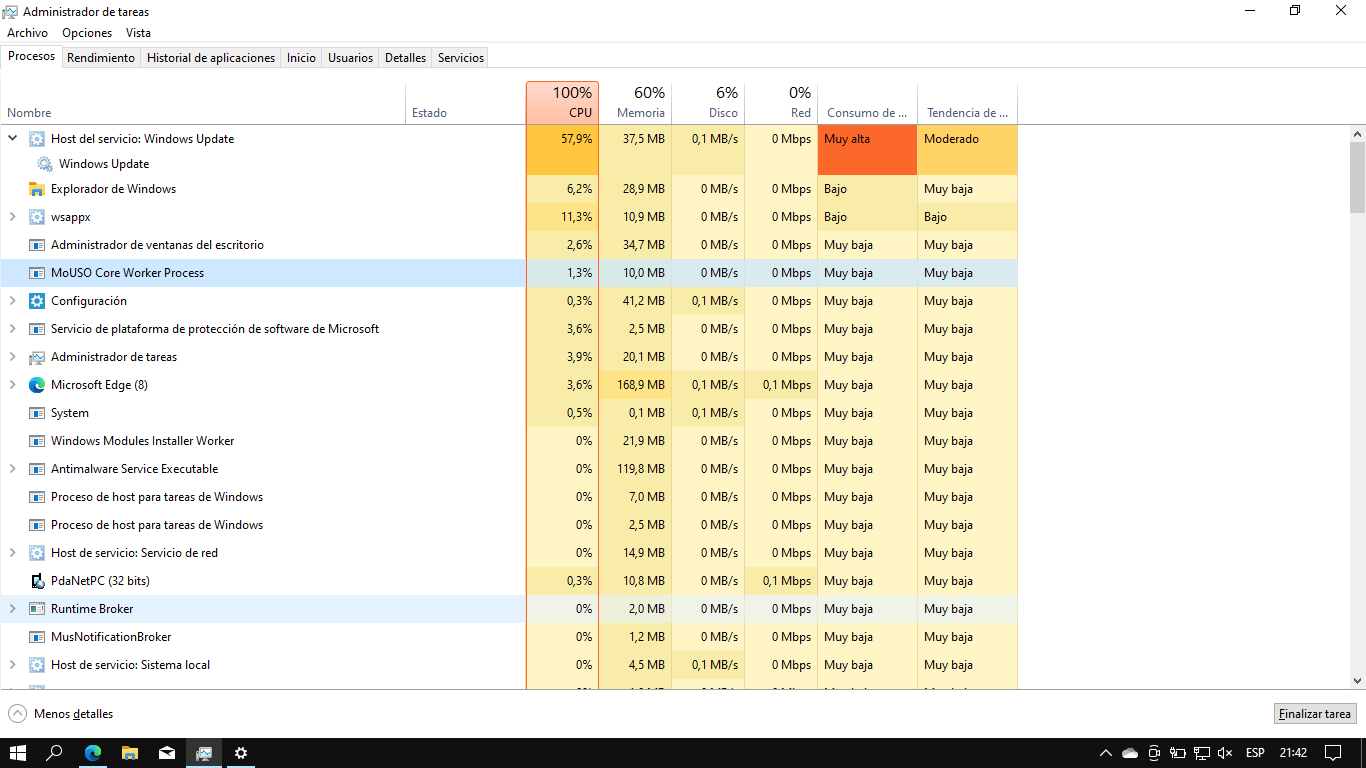 Administrador de tareas
Archivo Opciones Vista
Procesos Rendimiento Historial de aplicaciones Inicio Usuarios Detalles Servicios
100% 60% 6% 0%
Nombre Estado CPU Memoria Disco Red Consumo de ... Tendencia de ...
Host del servicio: Windows Update 57,9% 37,5 MB 0,1 MB/s 0 Mbps Muy alta Moderado
Windows Update
Explorador de Windows 6,2% 28,9 MB 0 MB/s 0 Mbps Bajo Muy baja
wsappx 11,3% 10,9 MB 0 MB/s 0 Mbps Bajo Bajo
Administrador de ventanas del escritorio 2,6% 34,7 MB 0 MB/s 0 Mbps Muy baja Muy baja
MoUSO Core Worker Process 1,3% 10,0 MB 0 MB/s 0 Mbps Muy baja Muy baja
Configuración 0,3% 41,2 MB 0,1 MB/s 0 Mbps Muy baja Muy baja
Servicio de plataforma de protección de software de Microsoft 3,6% 2,5 MB 0 MB/s 0 Mbps Muy baja Muy baja
Administrador de tareas 3,9% 20,1 MB 0 MB/s 0 Mbps Muy baja Muy baja
Microsoft Edge (8) 3,6% 168,9 MB 0,1 MB/s 0,1 Mbps Muy baja Muy baja
System 0,5% 0,1 MB 0,1 MB/s 0 Mbps Muy baja Muy baja
Windows Modules Installer Worker 0% 21,9 MB 0 MB/s 0 Mbps Muy baja Muy baja
Antimalware Service Executable 0% 119,8 MB 0 MB/s 0 Mbps Muy baja Muy baja
Proceso de host para tareas de Windows 0% 7,0 MB 0 MB/s 0 Mbps Muy baja Muy baja
Proceso de host para tareas de Windows 0% 2,5 MB 0 MB/s 0 Mbps Muy baja Muy baja
Host de servicio: Servicio de red 0% 14,9 MB 0 MB/s 0 Mbps Muy baja Muy baja
PdaNetPC (32 bits) 0,3% 10,8 MB 0 MB/s 0,1 Mbps Muy baja Muy baja
Runtime Broker 0% 2,0 MB 0 MB/s 0 Mbps Muy baja Muy baja
MusNotificationBroker 0% 1,2 MB 0 MB/s 0 Mbps Muy baja Muy baja
Host de servicio: Sistema local 0% 4,5 MB 0,1 MB/s 0 Mbps Muy baja Muy baja
Menos detalles Finalizar tarea
ESP 21:42